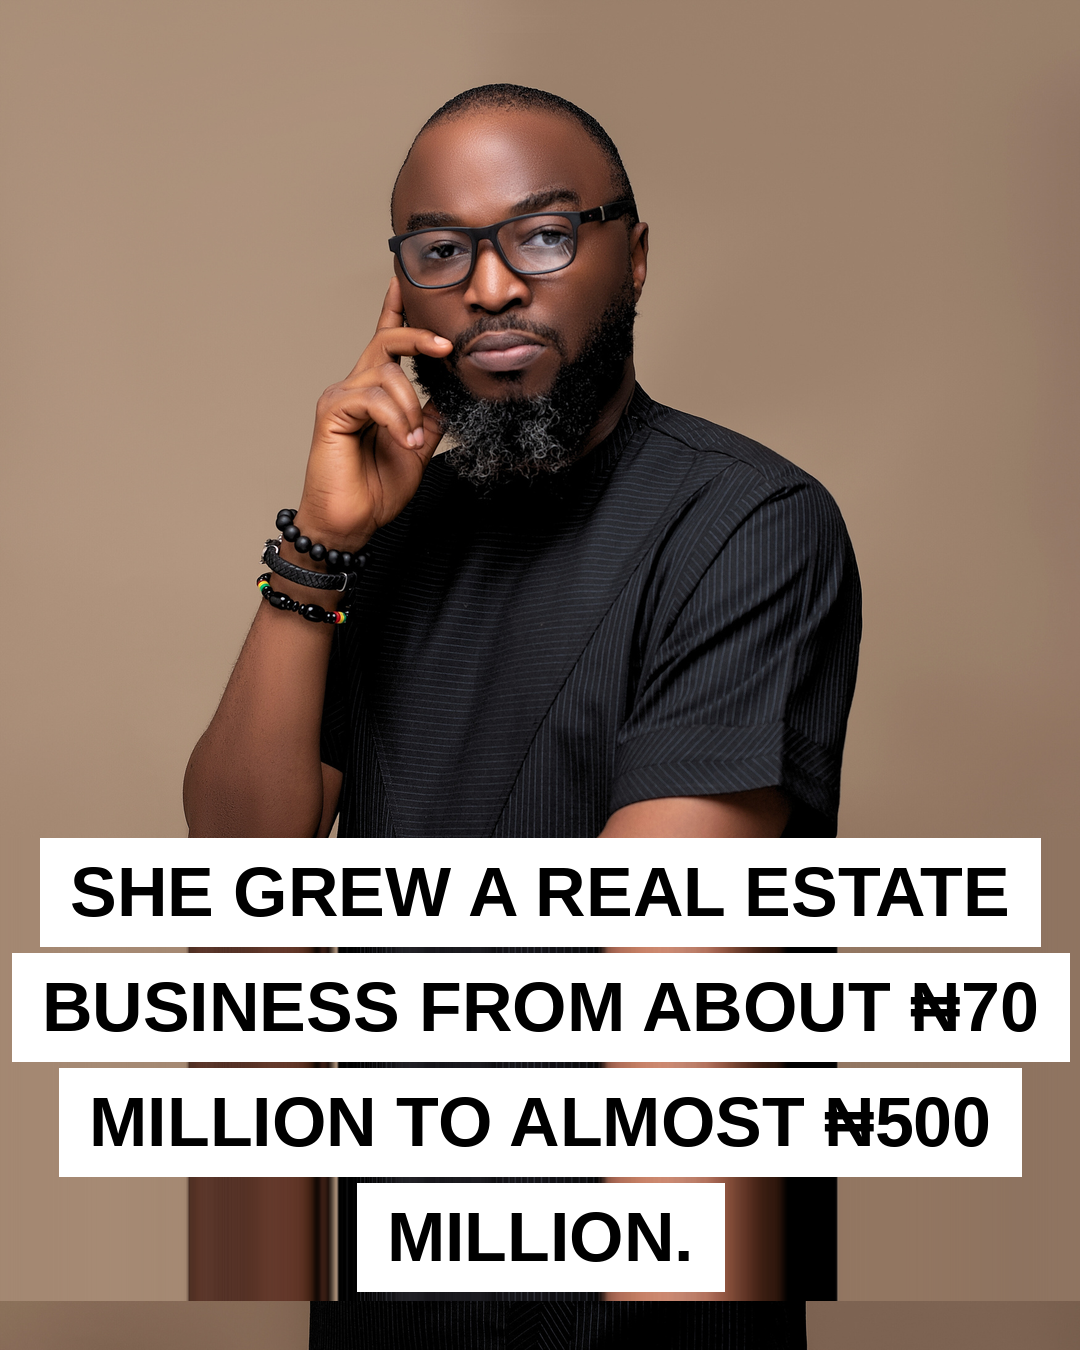 SHE GREW A REAL ESTATE
BUSINESS FROM ABOUT ₦70
MILLION TO ALMOST ₦500
MILLION.